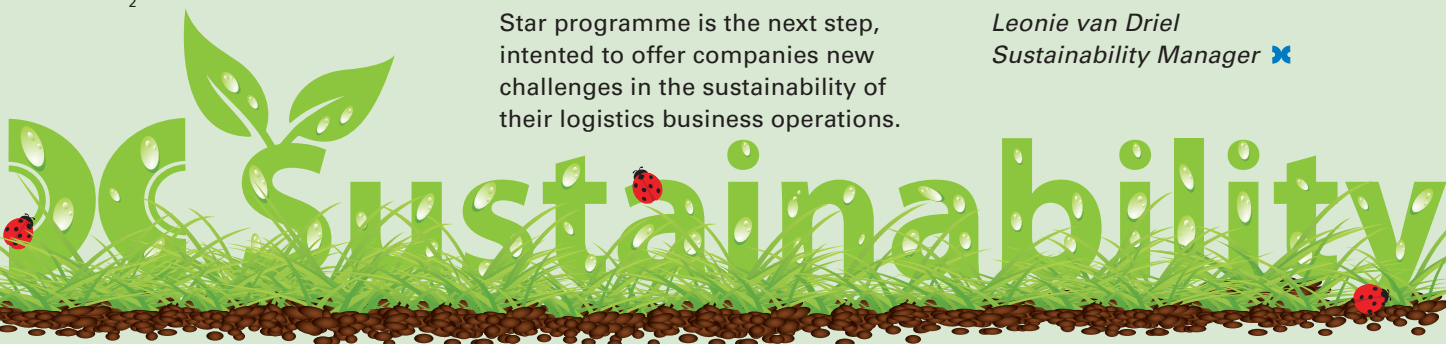 2
Star programme is the next step,
intented to offer companies new
challenges in the sustainability of
their logistics business operations.
Leonie van Driel
Sustainability Manager
Sustainability